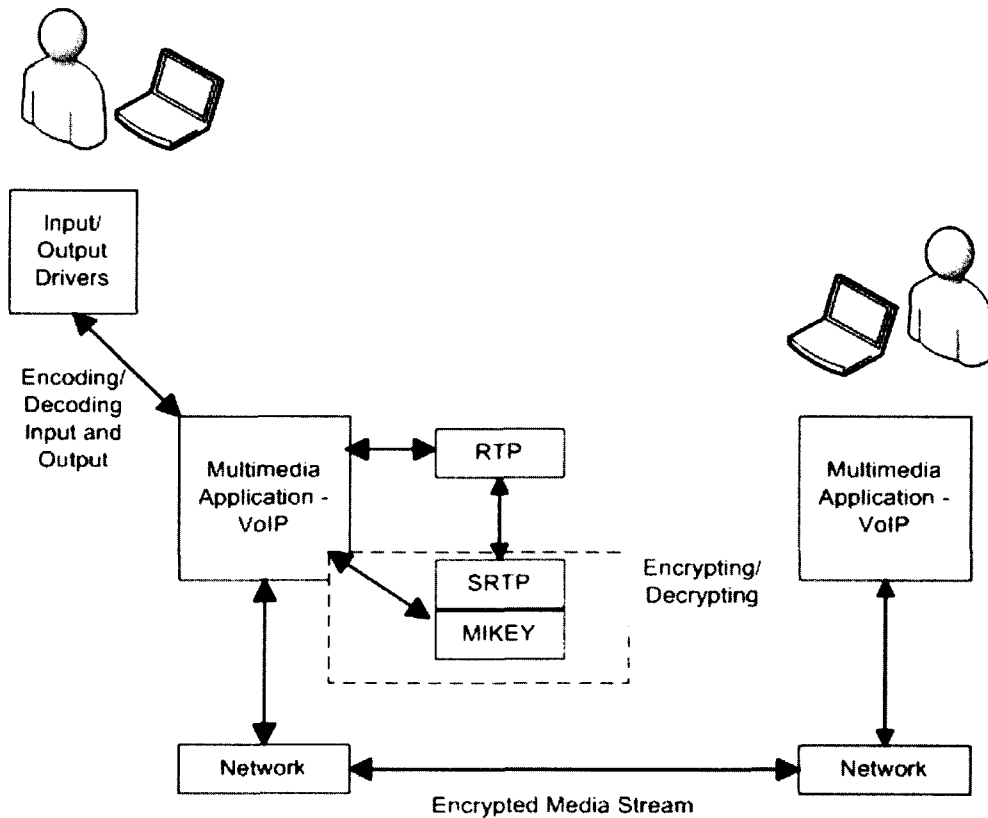 Input/
Output
Drivers
Encoding/
Decoding
Input and
Output
Multimedia
Application -
VoIP
RTP
SRTP
MIKEY
Encrypting/
Decrypting
Multimedia
Application -
VoIP
Network
Encrypted Media Stream
Network